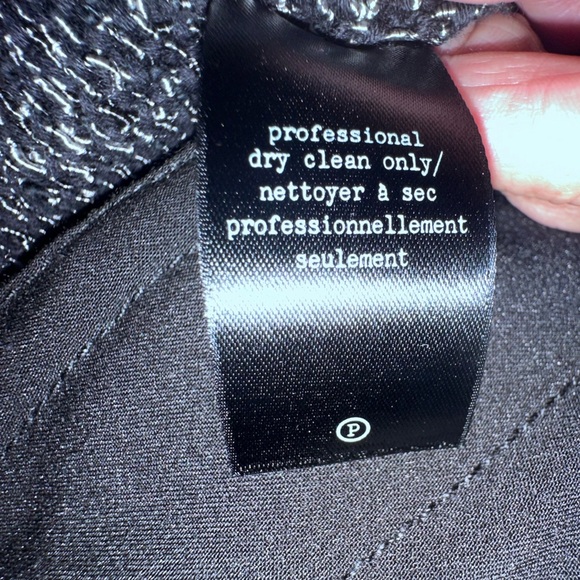 professional
dry clean only/
nettoyer à sec
professionnellement
seulement
P